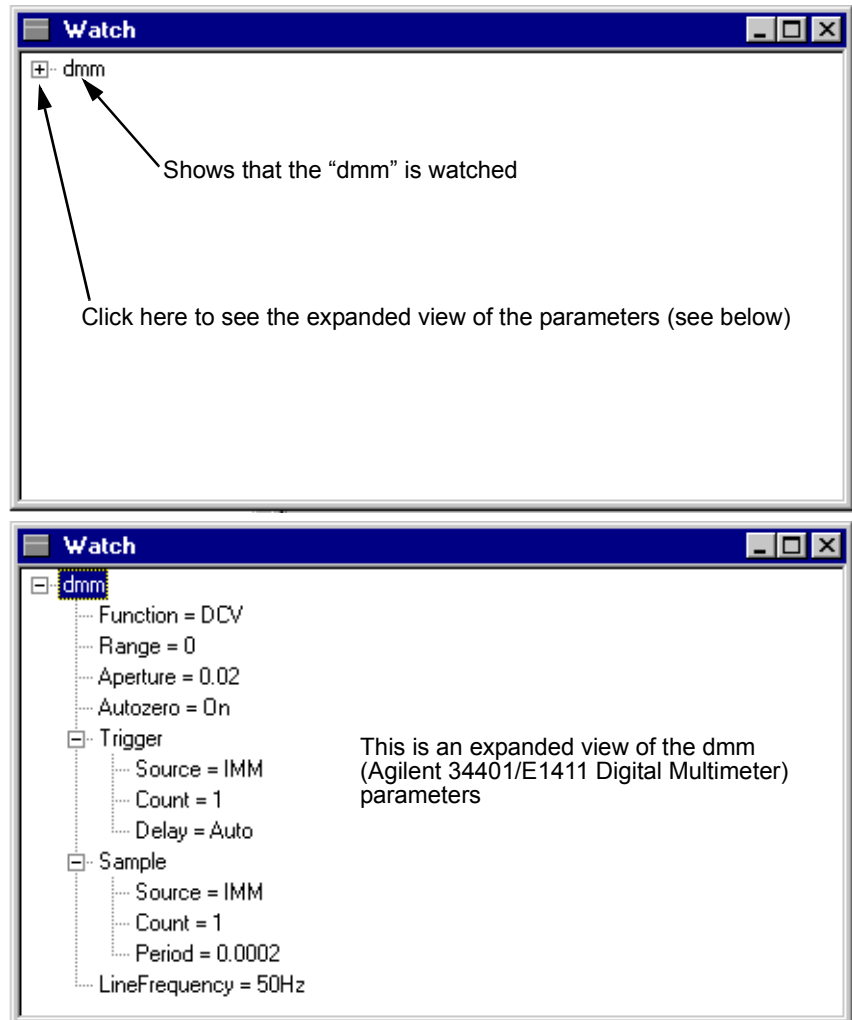 Watch
dmm
Shows that the “dmm” is watched
Click here to see the expanded view of the parameters (see below)
Watch
dmm
Function = DCV
Range = 0
Aperture = 0.02
Autozero = On
Trigger
Source = IMM
Count = 1
Delay = Auto
Sample
Source = IMM
Count = 1
Period = 0.0002
LineFrequency = 50Hz
This is an expanded view of the dmm
(Agilent 34401/E1411 Digital Multimeter)
parameters